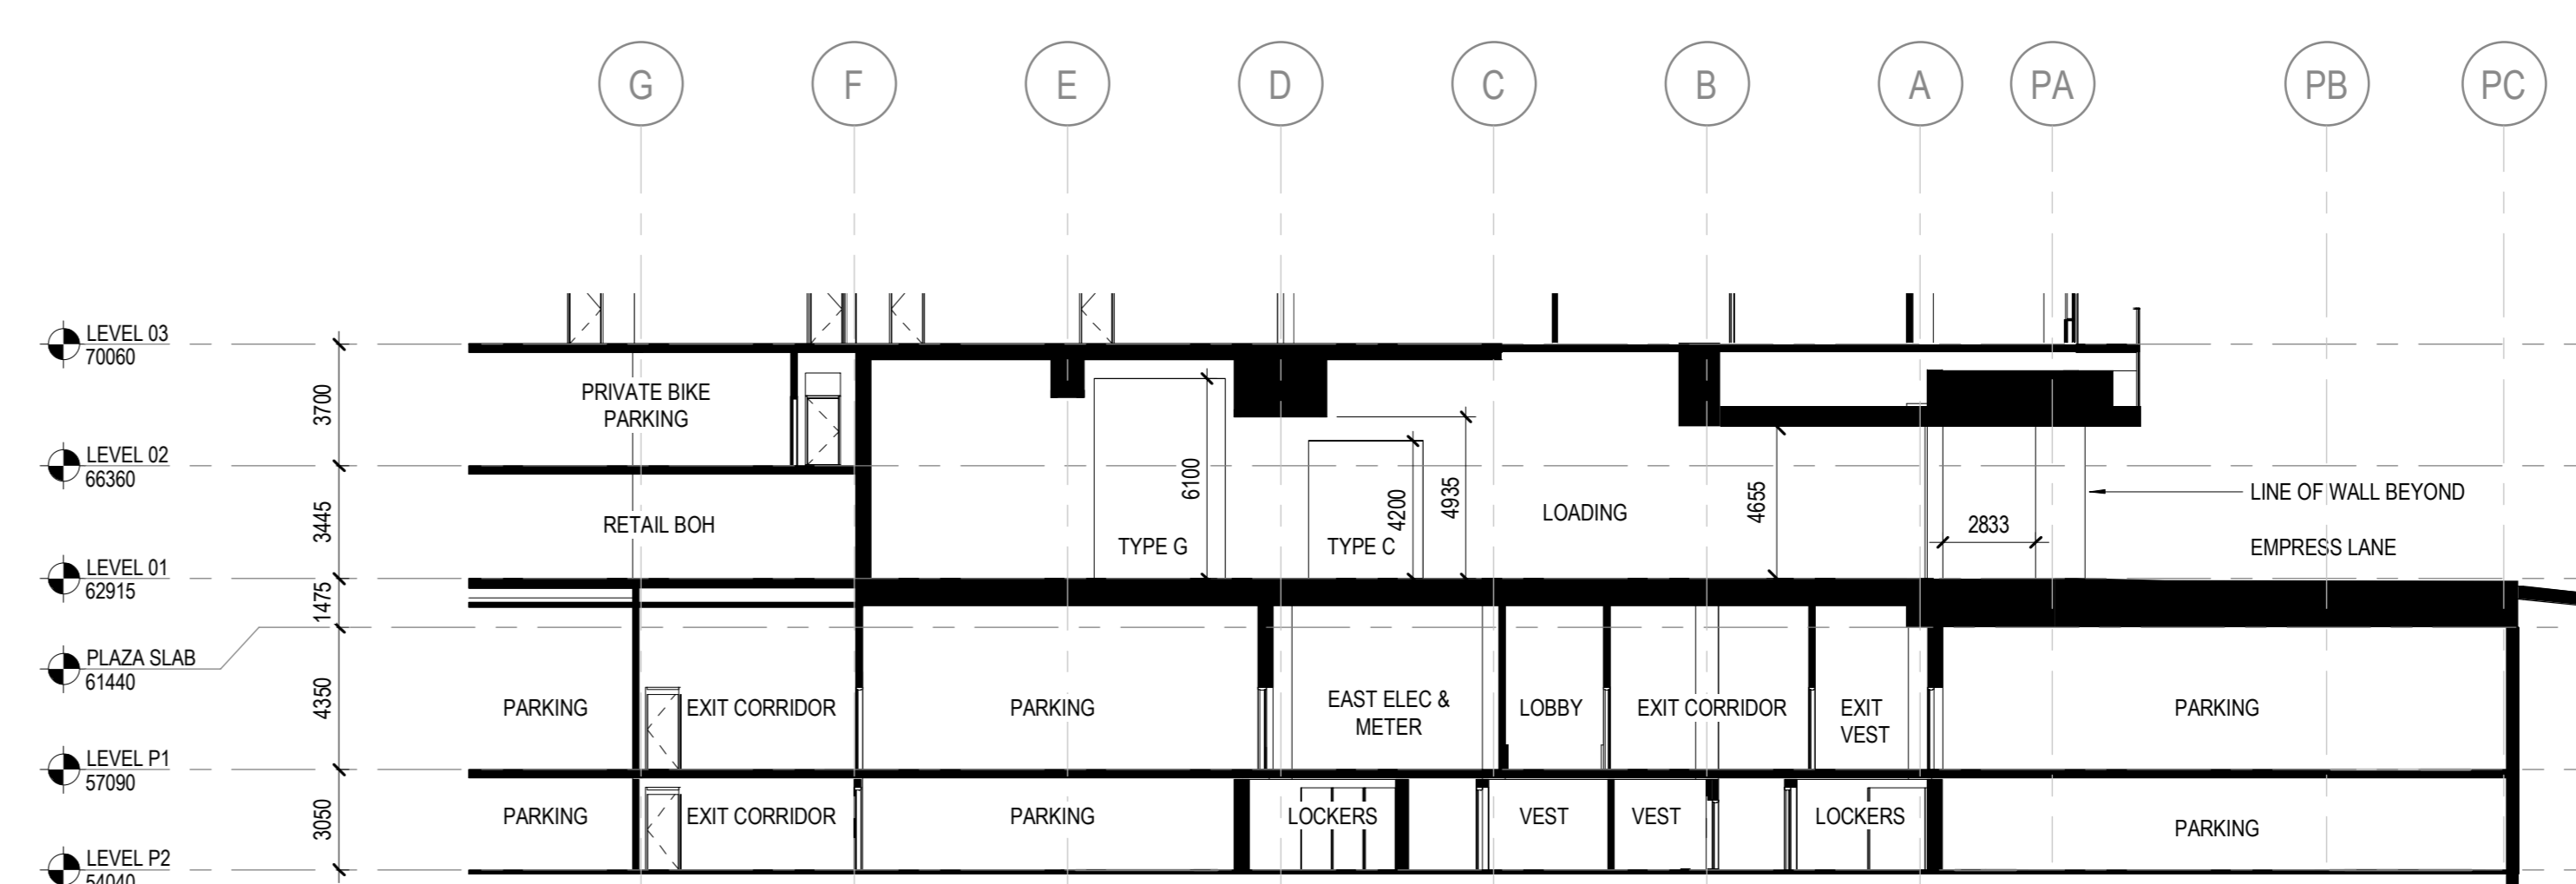 G F E D C B A PA PB PC
LEVEL 03
70060
3700
PRIVATE BIKE
PARKING
LEVEL 02
66360
3445
RETAIL BOH
6100
TYPE G
4200
TYPE C
4935
LOADING
4655
2833
LINE OF WALL BEYOND
EMPRESS LANE
LEVEL 01
62915
1475
PLAZA SLAB
61440
4350
PARKING
EXIT CORRIDOR
PARKING
EAST ELEC &
METER
LOBBY
EXIT CORRIDOR
EXIT
VEST
PARKING
LEVEL P1
57090
3050
PARKING
EXIT CORRIDOR
PARKING
LOCKERS
VEST
VEST
LOCKERS
PARKING
LEVEL P2
54040